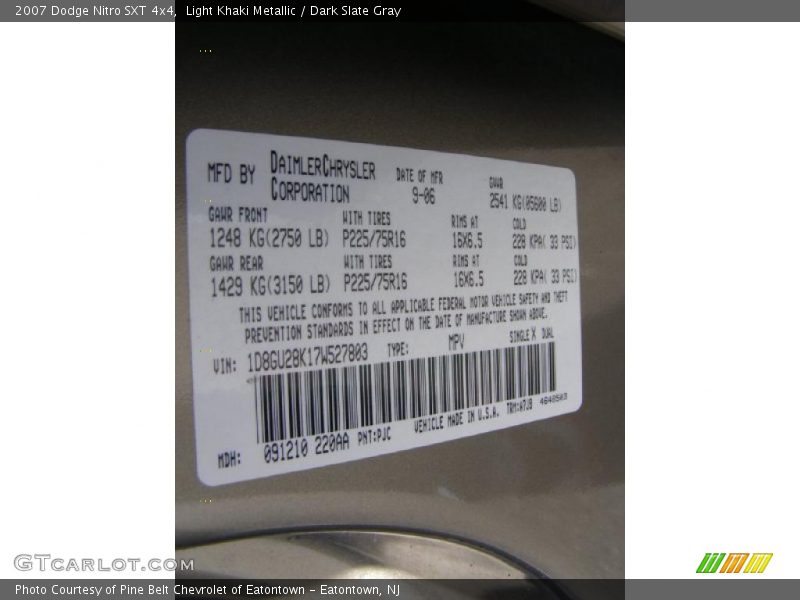 2007 Dodge Nitro SXT 4x4, Light Khaki Metallic / Dark Slate Gray
MFD BY DAIMLERCHRYSLER CORPORATION DATE OF MFR 9-06 GVWR 2541 KG(05600 LB)
GAWR FRONT WITH TIRES RIMS AT COLD
1248 KG(2750 LB) P225/75R16 16X6.5 228 KPA( 33 PSI)
GAWR REAR WITH TIRES RIMS AT COLD
1429 KG(3150 LB) P225/75R16 16X6.5 228 KPA( 33 PSI)
THIS VEHICLE CONFORMS TO ALL APPLICABLE FEDERAL MOTOR VEHICLE SAFETY AND THEFT
PREVENTION STANDARDS IN EFFECT ON THE DATE OF MANUFACTURE SHOWN ABOVE.
VIN: 1D8GU28K17W527803 TYPE: MPV SINGLE X DUAL
MDH: 091210 220AA PNT:PJC VEHICLE MADE IN U.S.A. TRM:A7J9
GTCARLOT.COM
Photo Courtesy of Pine Belt Chevrolet of Eatontown - Eatontown, NJ